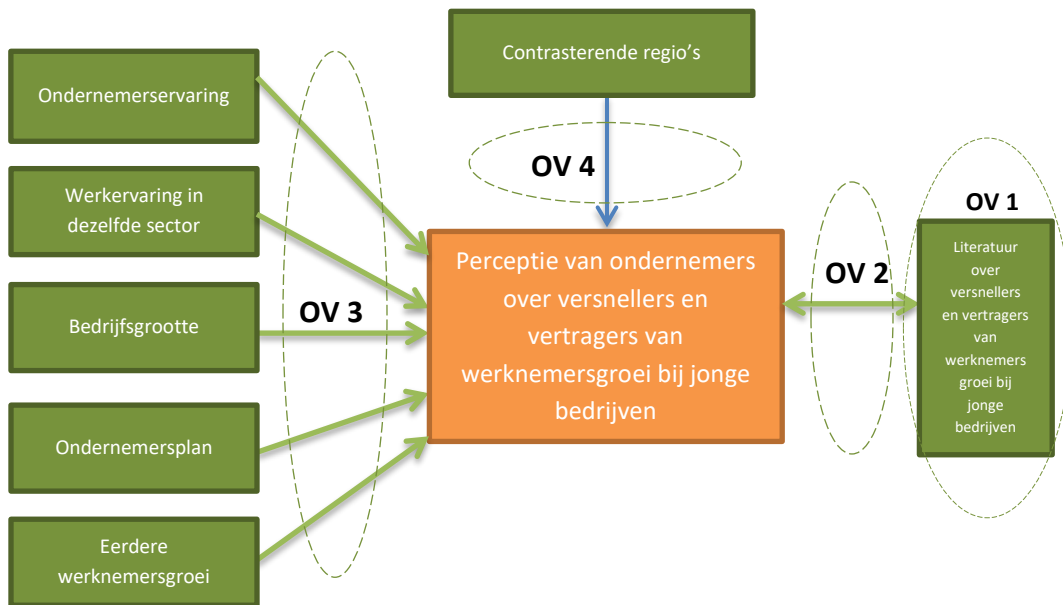 Contrasterende regio's
Ondernemerservaring
Werkervaring in
dezelfde sector
Bedrijfsgrootte
Ondernemersplan
Eerdere
werknemersgroei
OV 3
OV 4
Perceptie van ondernemers
over versnellers en
vertragers van
werknemersgroei bij jonge
bedrijven
OV 2
OV 1
Literatuur
over
versnellers
en vertragers
van
werknemers
groei bij
jonge
bedrijven